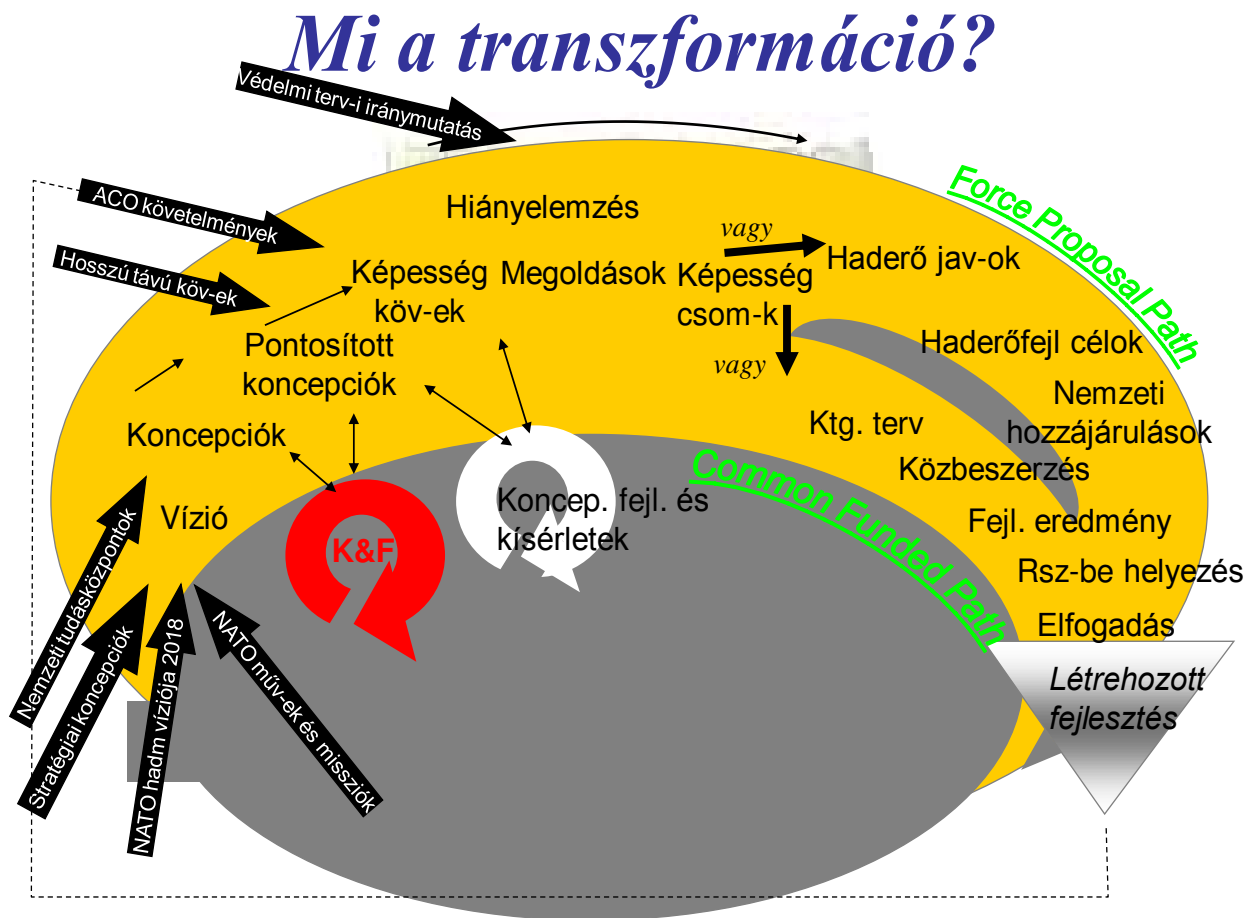 Mi a transzformáció?
Védelmi terv-i iránymutatás
ACO követelmények
Hosszú távú köv-ek
Hiányelemzés
Képesség
köv-ek
Megoldások
Képesség
csom-k
vagy
vagy
Haderő jav-ok
Force Proposal Path
Pontosított
koncepciók
Koncepciók
Vízió
K&F
Koncep. fejl. és
kísérletek
Haderőfejl célok
Nemzeti
hozzájárulások
Ktg. terv
Közbeszerzés
Common Funded Path
Fejl. eredmény
Rsz-be helyezés
Elfogadás
Létrehozott
fejlesztés
Nemzeti tudásközpontok
Stratégiai koncepciók
NATO hadm víziója 2018
NATO műv-ek és missziók